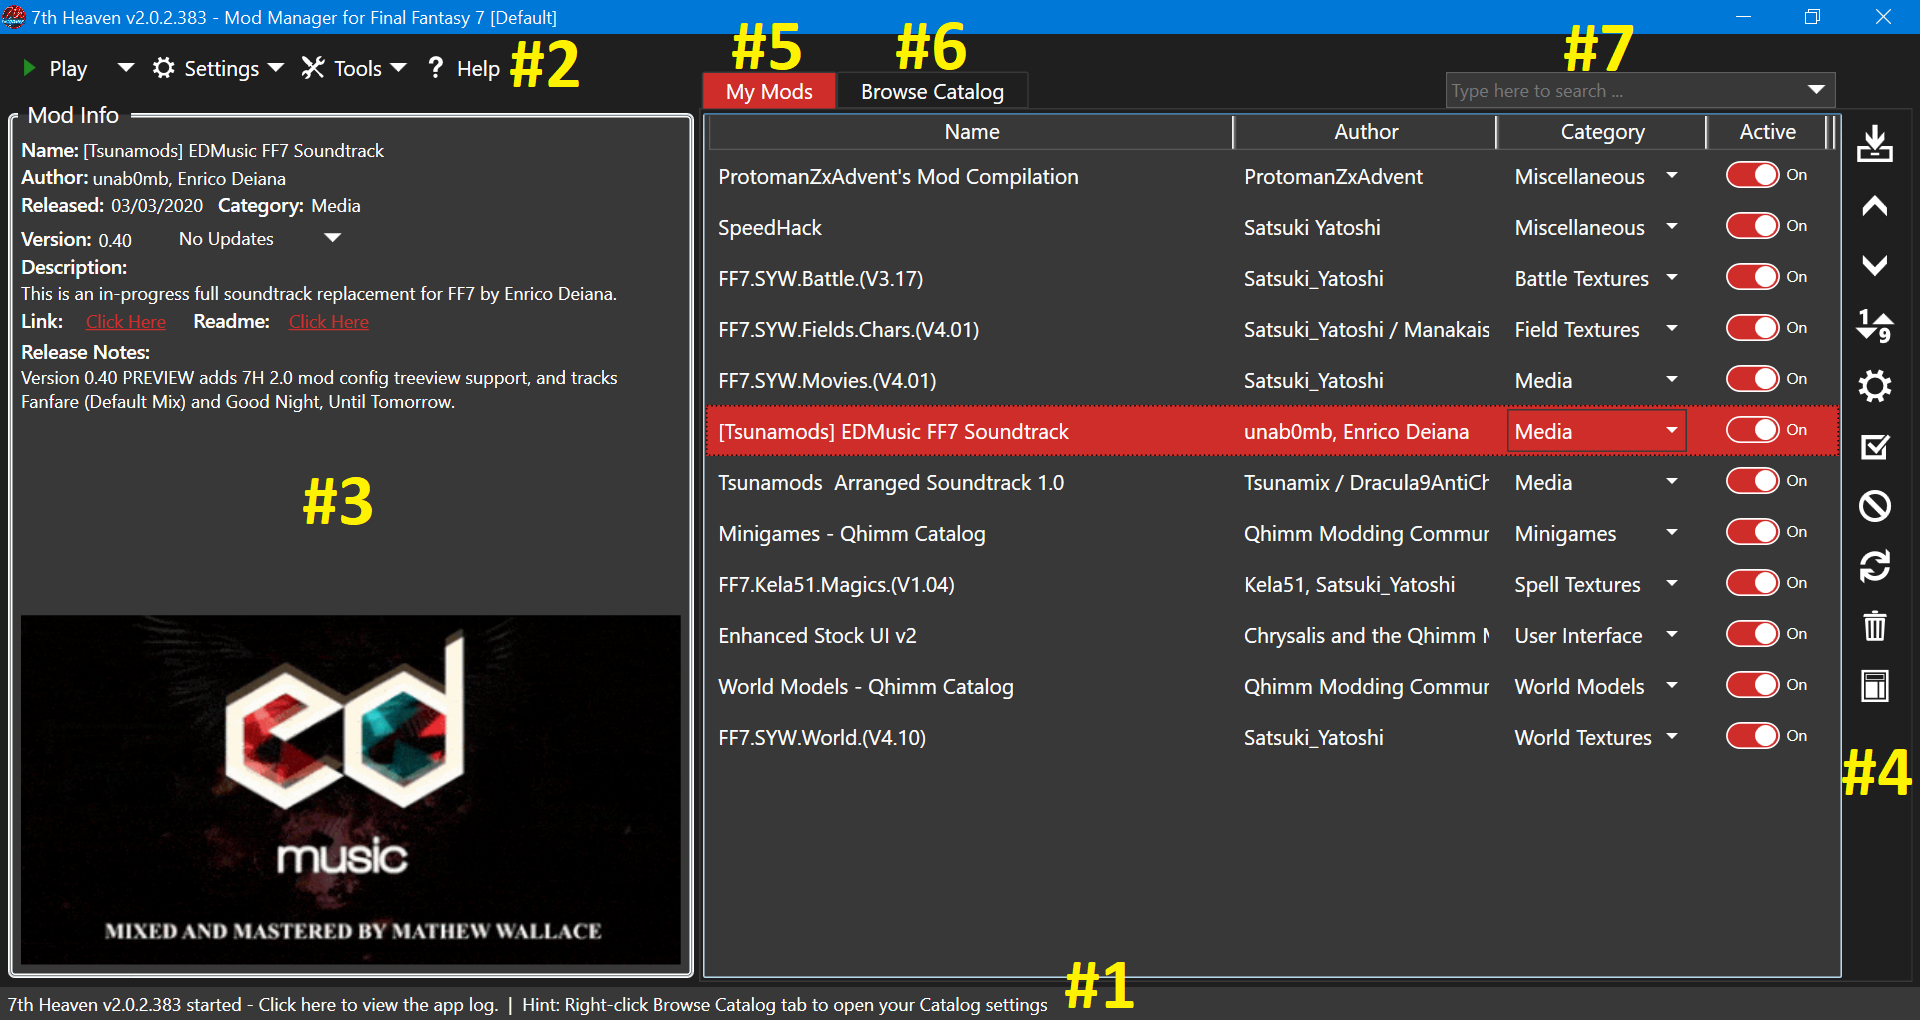 7th Heaven v2.0.2.383 - Mod Manager for Final Fantasy 7 [Default]
Play Settings Tools ? Help #2
#5 #6 #7
My Mods Browse Catalog Type here to search ...
Mod Info
Name: [Tsunamods] EDMusic FF7 Soundtrack
Author: unab0mb, Enrico Deiana
Released: 03/03/2020 Category: Media
Version: 0.40 No Updates
Description:
This is an in-progress full soundtrack replacement for FF7 by Enrico Deiana.
Link: Click Here Readme: Click Here
Release Notes:
Version 0.40 PREVIEW adds 7H 2.0 mod config treeview support, and tracks
Fanfare (Default Mix) and Good Night, Until Tomorrow.
#3
ed
music
MIXED AND MASTERED BY MATHEW WALLACE
Name Author Category Active
ProtomanZxAdvent's Mod Compilation ProtomanZxAdvent Miscellaneous On
SpeedHack Satsuki Yatoshi Miscellaneous On
FF7.SYW.Battle.(V3.17) Satsuki_Yatoshi Battle Textures On
FF7.SYW.Fields.Chars.(V4.01) Satsuki_Yatoshi / Manakais Field Textures On
FF7.SYW.Movies.(V4.01) Satsuki_Yatoshi Media On
[Tsunamods] EDMusic FF7 Soundtrack unab0mb, Enrico Deiana Media On
Tsunamods  Arranged Soundtrack 1.0 Tsunamix / Dracula9AntiCh Media On
Minigames - Qhimm Catalog Qhimm Modding Commur Minigames On
FF7.Kela51.Magics.(V1.04) Kela51, Satsuki_Yatoshi Spell Textures On
Enhanced Stock UI v2 Chrysalis and the Qhimm M User Interface On
World Models - Qhimm Catalog Qhimm Modding Commur World Models On
FF7.SYW.World.(V4.10) Satsuki_Yatoshi World Textures On
1 9
#4
#1
7th Heaven v2.0.2.383 started - Click here to view the app log. | Hint: Right-click Browse Catalog tab to open your Catalog settings